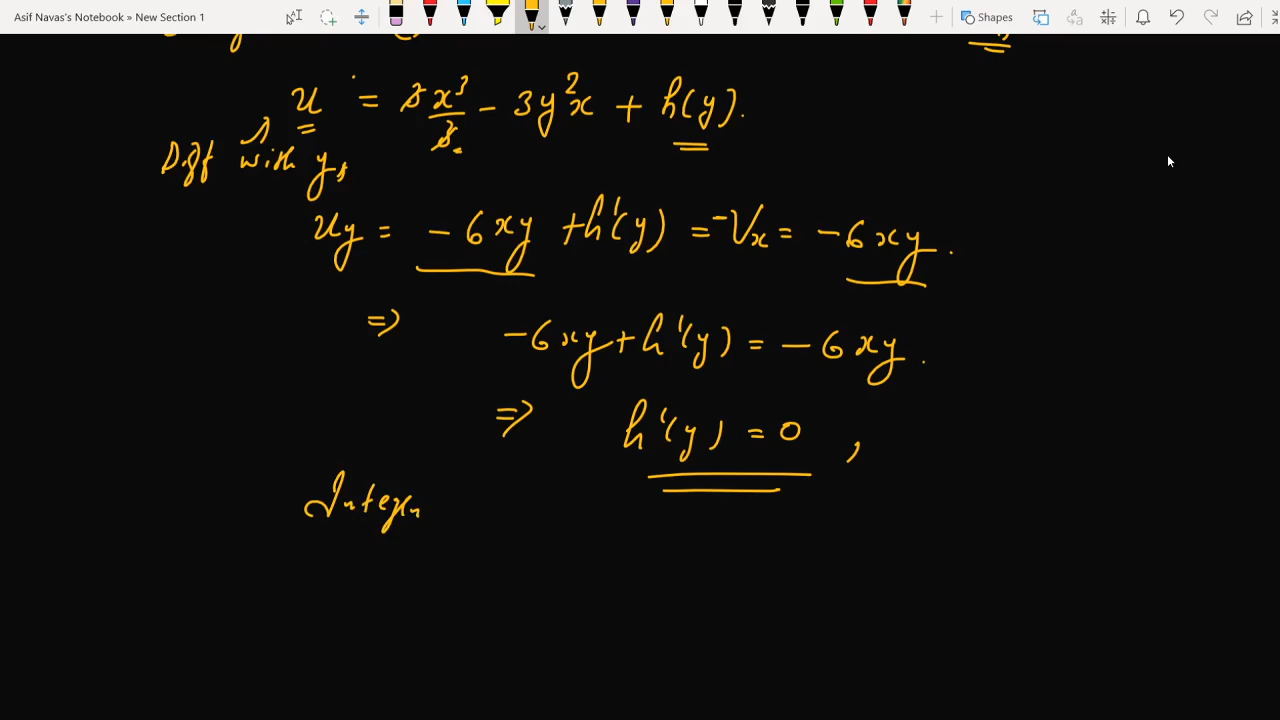 Asif Navas's Notebook » New Section 1
Shapes
u = 3x³/3 - 3y²x + h(y).
Diff with y,
uy = - 6xy + h'(y) = -Vx = - 6xy.
⇒ -6xy + h'(y) = - 6xy.
⇒ h'(y) = 0,
Integr